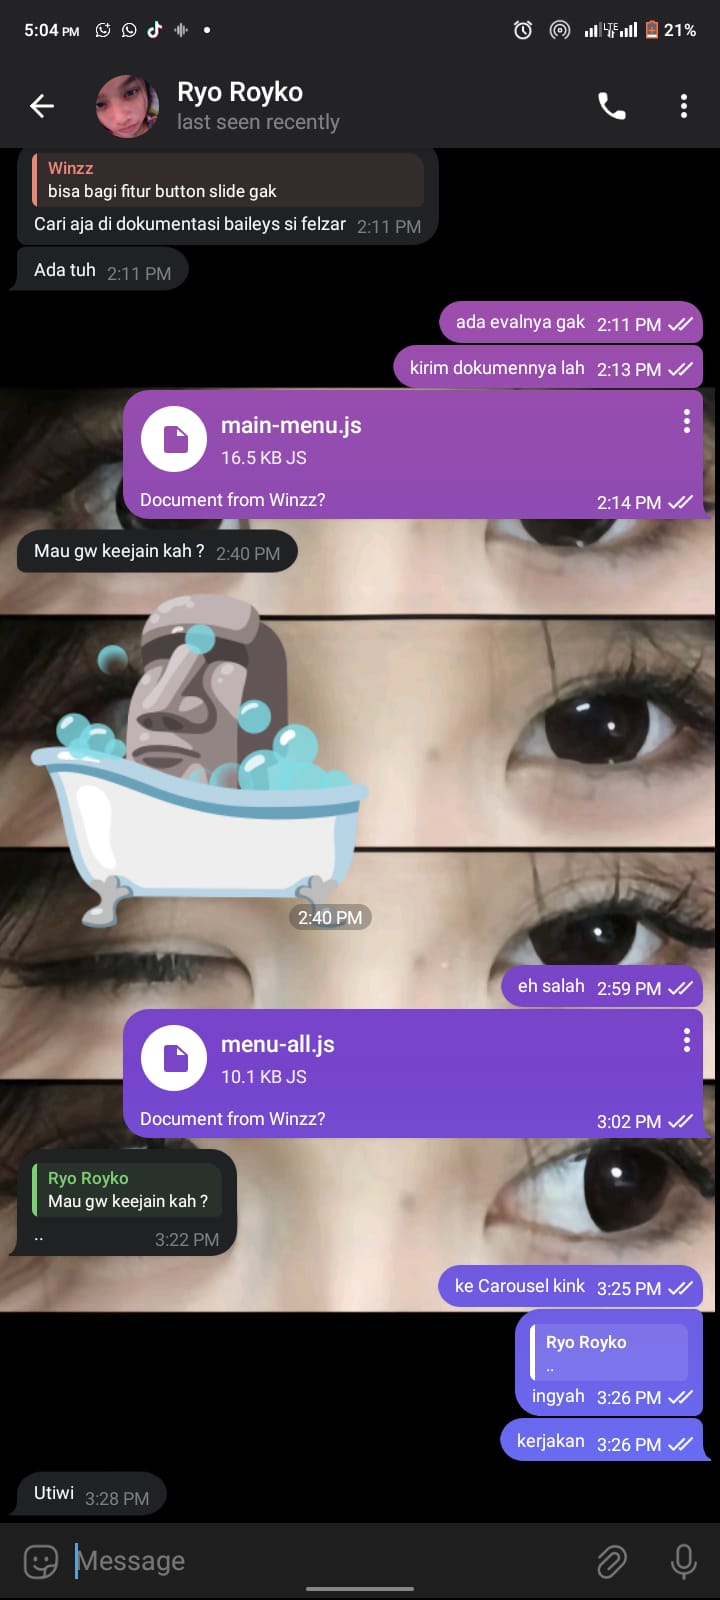 5:04 PM
LTE
21%
Ryo Royko
last seen recently
Winzz
bisa bagi fitur button slide gak
Cari aja di dokumentasi baileys si felzar 2:11 PM
Ada tuh 2:11 PM
ada evalnya gak 2:11 PM
kirim dokumennya lah 2:13 PM
main-menu.js
16.5 KB JS
Document from Winzz?
2:14 PM
Mau gw keejain kah ? 2:40 PM
2:40 PM
eh salah 2:59 PM
menu-all.js
10.1 KB JS
Document from Winzz?
3:02 PM
Ryo Royko
Mau gw keejain kah ?
.. 3:22 PM
ke Carousel kink 3:25 PM
Ryo Royko
..
ingyah 3:26 PM
kerjakan 3:26 PM
Utiwi 3:28 PM
Message